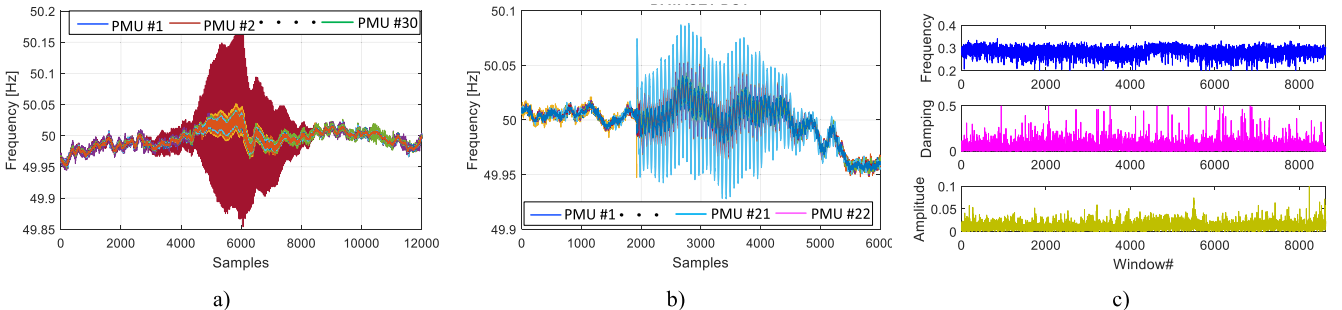 PMU #1 PMU #2 • • • • PMU #30
50.2
50.15
50.1
50.05
50
49.95
49.9
49.85
Frequency [Hz]
0 2000 4000 6000 8000 10000 12000
Samples
a)
PMU #1 • • • PMU #21 PMU #22
50.1
50.05
50
49.95
49.9
Frequency [Hz]
0 1000 2000 3000 4000 5000 6000
Samples
b)
Frequency
0.4
0.3
0.2
2000 4000 6000 8000
Damping
0.5
0
0 2000 4000 6000 8000
Amplitude
0.1
0.05
0
0 2000 4000 6000 8000
Window#
c)